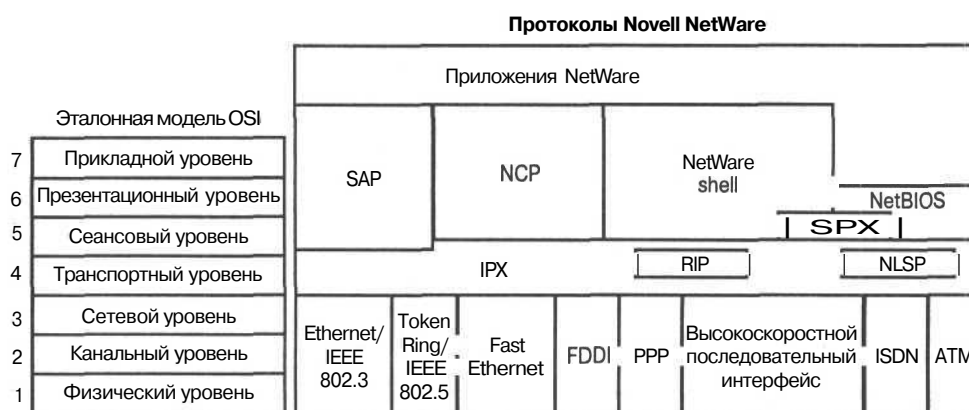 Протоколы Novell NetWare
Приложения NetWare
Эталонная модель OSI
7 Прикладной уровень
6 Презентационный уровень
5 Сеансовый уровень
4 Транспортный уровень
3 Сетевой уровень
2 Канальный уровень
1 Физический уровень
SAP
NCP
NetWare
shell
NetBIOS
SPX
IPX
RIP
NLSP
Ethernet/
IEEE
802.3
Token
Ring/
IEEE
802.5
Fast
Ethernet
FDDI
PPP
Высокоскоростной
последовательный
интерфейс
ISDN
ATM